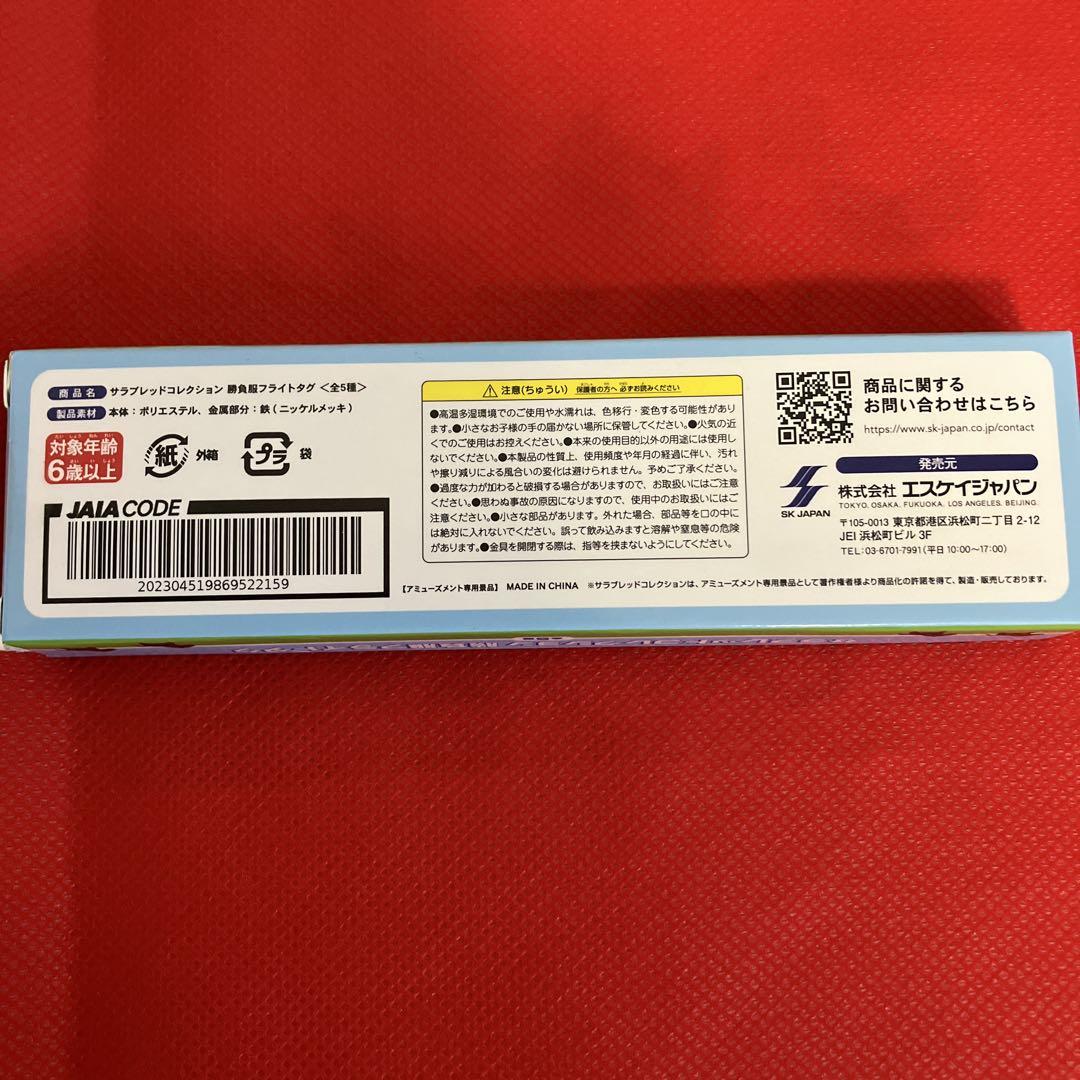 商品名 サラブレッドコレクション 勝負服フライトタグ <全5種>
製品素材 本体：ポリエステル、金属部分：鉄（ニッケルメッキ）
対象年齢
たいしょうねんれい
6歳以上
さいいじょう
紙 外箱
プラ 袋
JAIA CODE
202304519869522159
注意(ちゅうい) 保護者の方へ 必ずお読みください
●高温多湿環境でのご使用や水濡れは、色移行・変色する可能性があり
ます。●小さなお子様の手の届かない場所に保管してください。●火気の近
くでのご使用はお控えください。●本来の使用目的以外の用途には使用し
ないでください。●本製品の性質上、使用頻度や年月の経過に伴い、汚れ
や擦り減りによる風合いの変化は避けられません。予めご了承ください。
●過度な力が加わると破損する場合がありますので、お取扱いにはご注意
ください。●思わぬ事故の原因になりますので、使用中のお取扱いにはご
注意ください。●小さな部品があります。外れた場合、部品等を口の中に
は絶対に入れないでください。誤って飲み込みますと溶解や窒息等の危険
があります。●金具を開閉する際は、指等を挟まないようにしてください。
【アミューズメント専用景品】 MADE IN CHINA ※サラブレッドコレクションは、アミューズメント専用景品として著作権者様より商品化の許諾を得て、製造・販売しております。
商品に関する
お問い合わせはこちら
https://www.sk-japan.co.jp/contact
発売元
SK JAPAN
株式会社 エスケイジャパン
TOKYO. OSAKA. FUKUOKA. LOS ANGELES. BEIJING.
〒105-0013 東京都港区浜松町二丁目 2-12
JEI 浜松町ビル 3F
TEL：03-6701-7991（平日 10:00〜17:00）